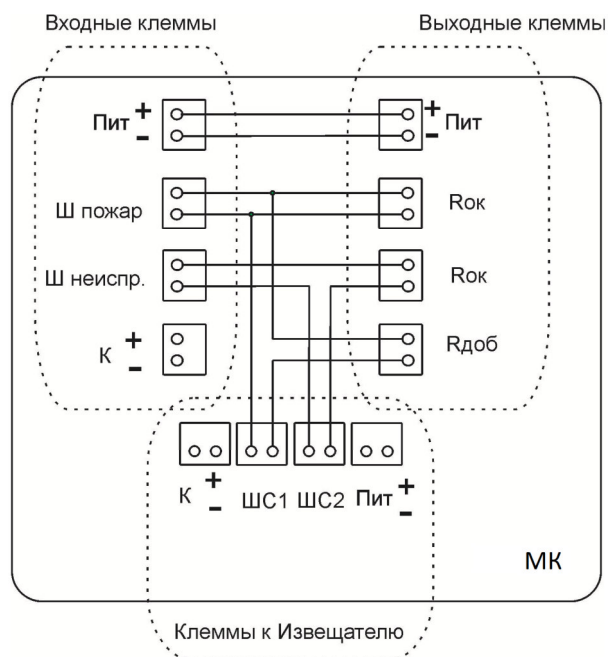 Входные клеммы
Выходные клеммы
Пит + -
+ - Пит
Ш пожар
Rок
Ш неиспр.
Rок
К + -
Rдоб
К + - ШС1 ШС2 Пит + -
МК
Клеммы к Извещателю